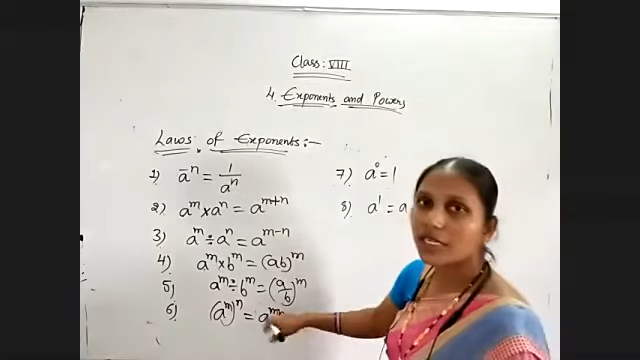 Class: VIII
4. Exponents and Powers
Laws of Exponents:-
1) a⁻ⁿ = 1/aⁿ
2) aᵐ × aⁿ = aᵐ⁺ⁿ
3) aᵐ ÷ aⁿ = aᵐ⁻ⁿ
4) aᵐ × bᵐ = (ab)ᵐ
5) aᵐ ÷ bᵐ = (a/b)ᵐ
6) (aᵐ)ⁿ = aᵐⁿ
7) a⁰ = 1
8) a¹ = a